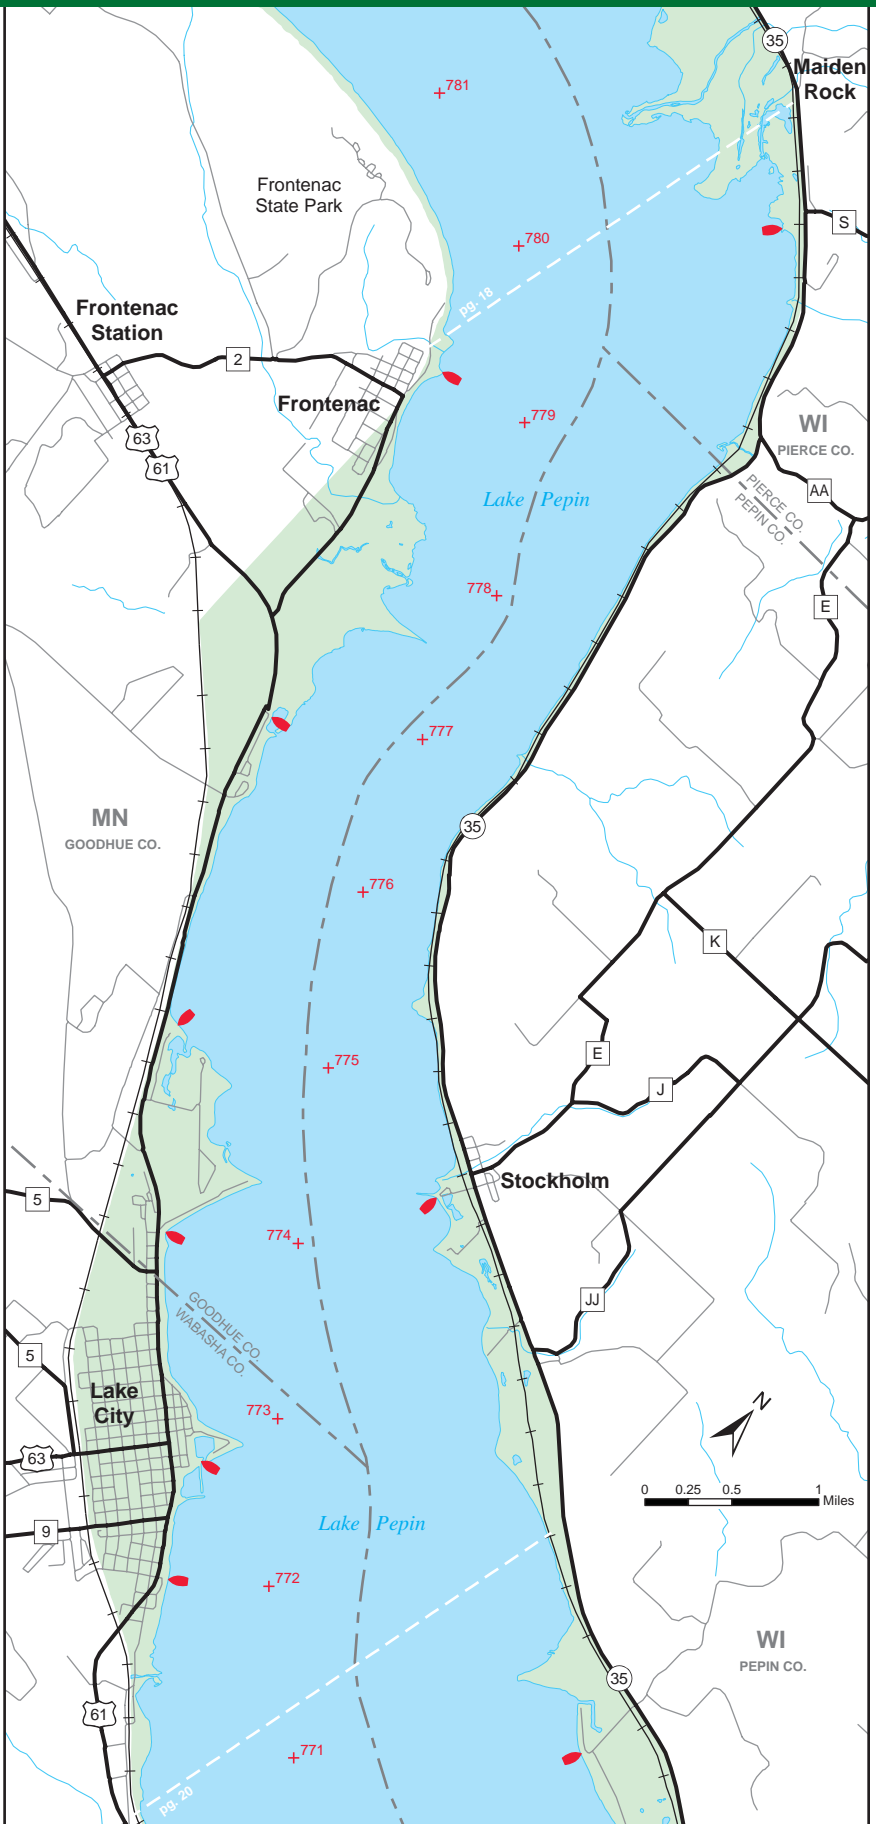 35
Maiden
Rock
781
Frontenac
State Park
780
S
pg. 18
Frontenac
Station
2
Frontenac
779
63
61
WI
PIERCE CO.
AA
PIERCE CO.
PEPIN CO.
Lake Pepin
778
E
777
MN
GOODHUE CO.
35
776
K
775
E
J
Stockholm
5
774
GOODHUE CO.
WABASHA CO.
JJ
5
Lake
City
773
N
63
0 0.25 0.5 1
Miles
9
Lake Pepin
772
WI
PEPIN CO.
35
61
771
pg. 20